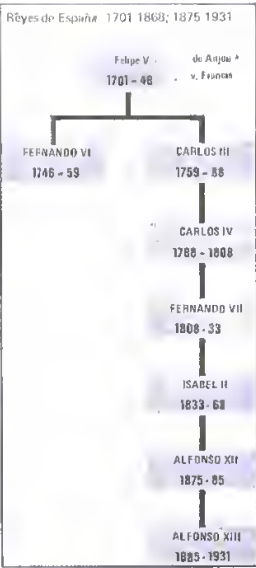 Reyes de España 1701 1868; 1875 1931
Felipe V. de Anjou
1701 - 46 v. Francas
FERNANDO VI CARLOS III
1746 - 59 1759 - 88
CARLOS IV
1788 - 1808
FERNANDO VII
1808 - 33
ISABEL II
1833 - 68
ALFONSO XII
1875 - 85
ALFONSO XIII
1885 - 1931